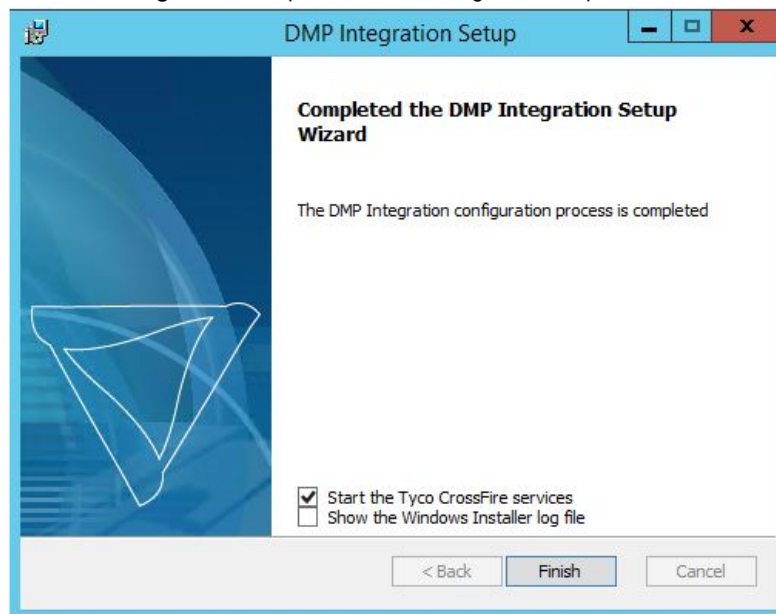 DMP Integration Setup
Completed the DMP Integration Setup
Wizard
The DMP Integration configuration process is completed
Start the Tyco CrossFire services
Show the Windows Installer log file
< Back
Finish
Cancel